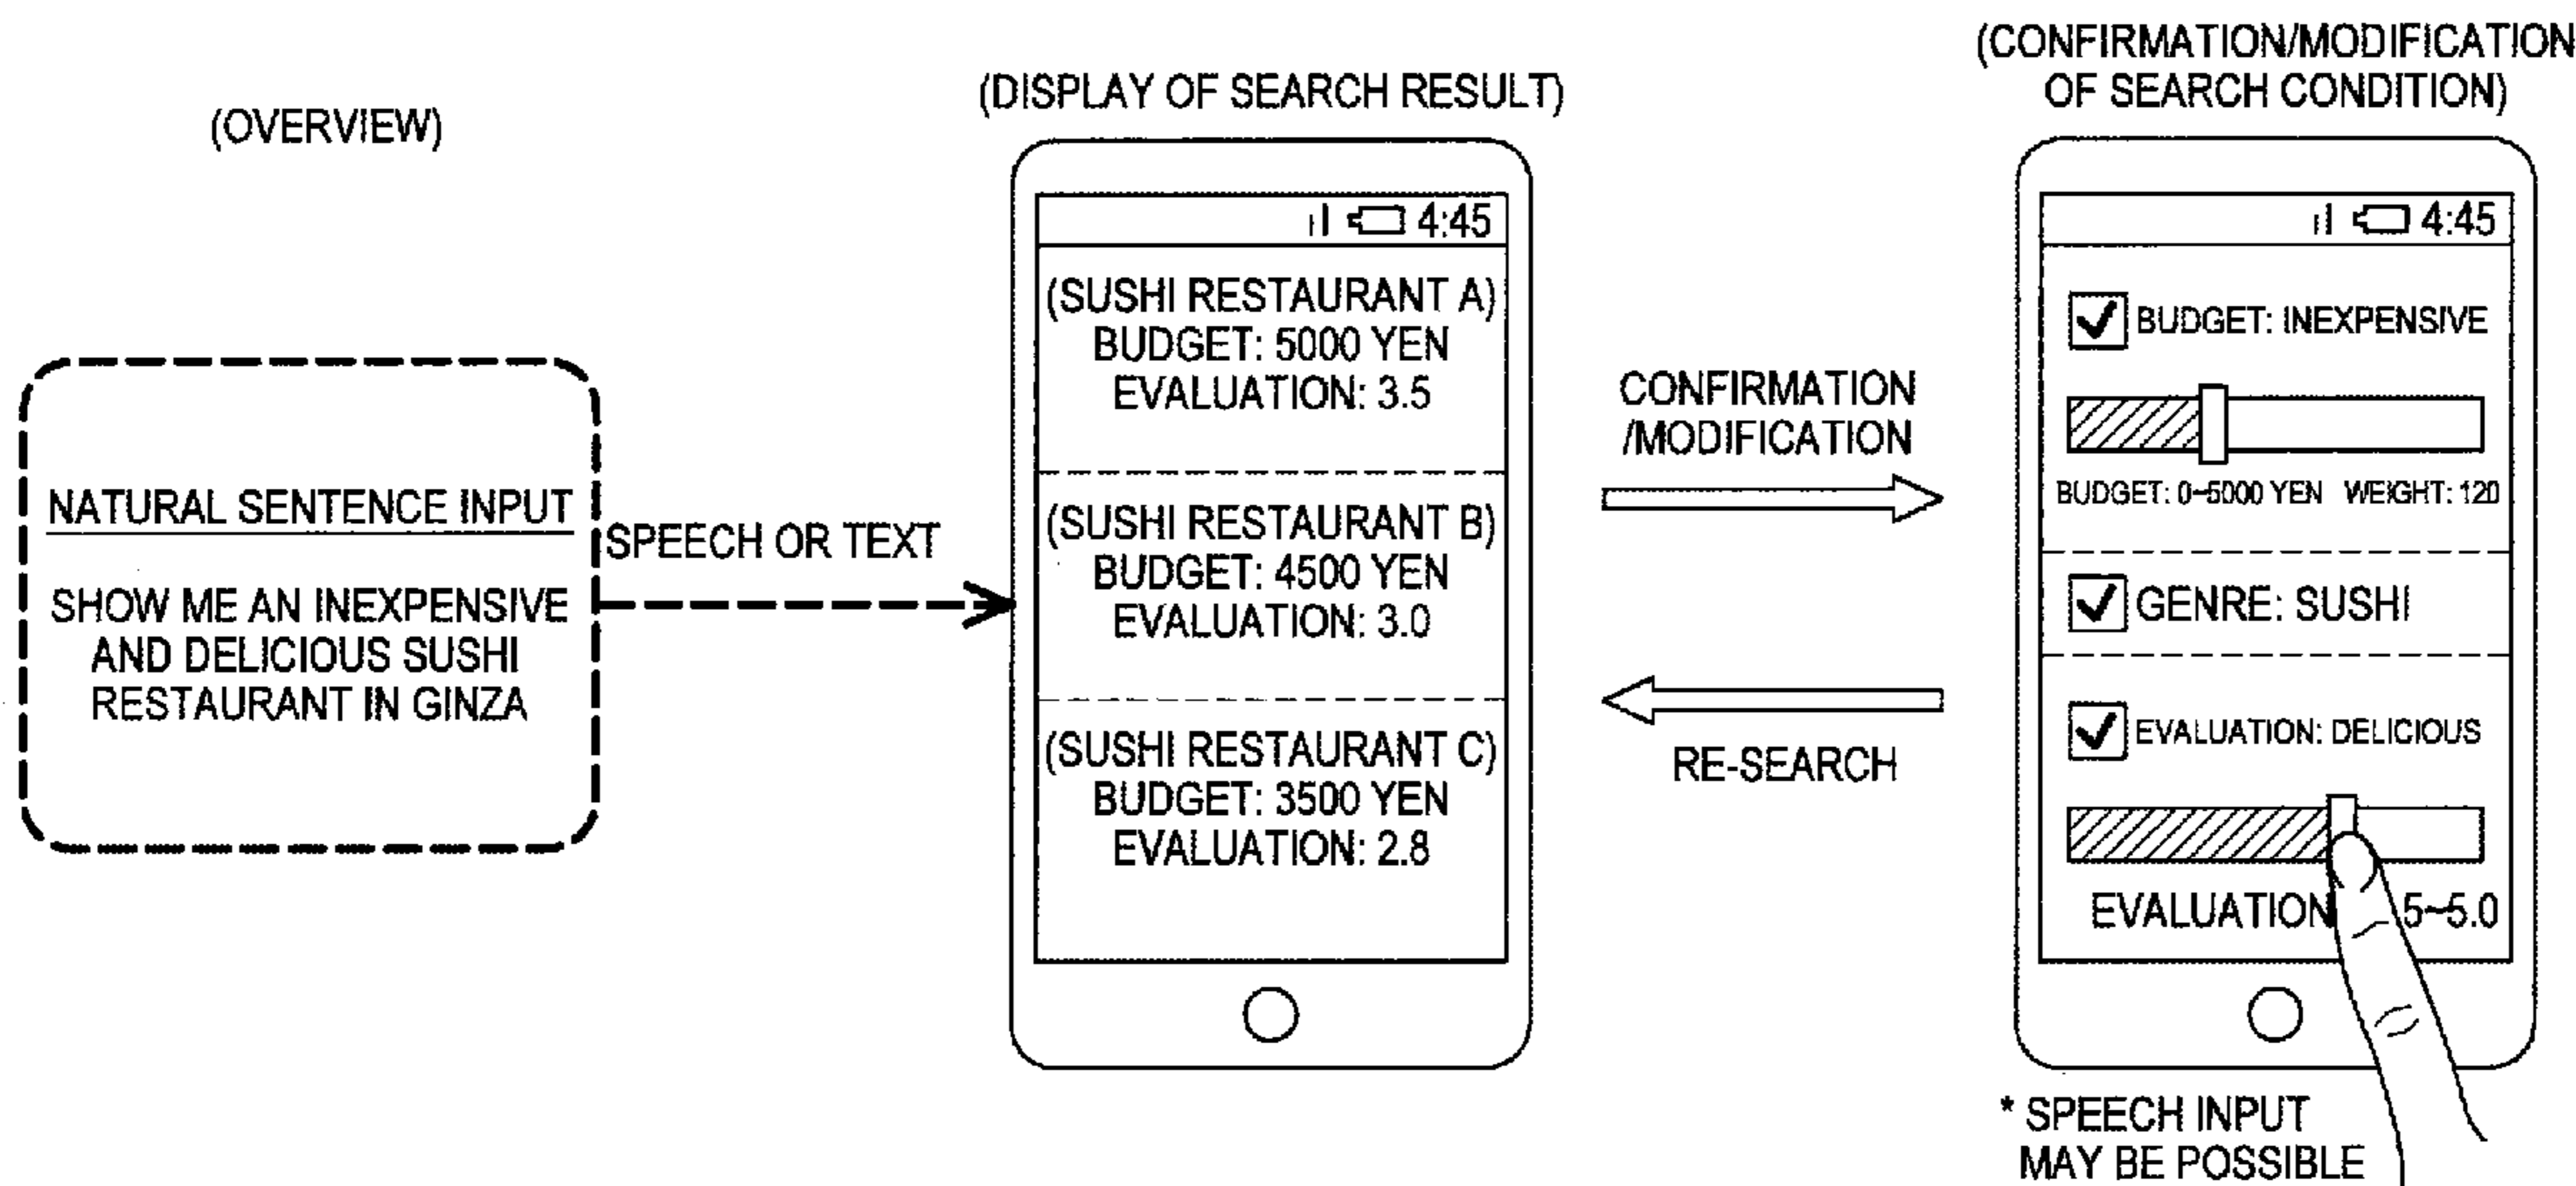 (OVERVIEW)
NATURAL SENTENCE INPUT
SHOW ME AN INEXPENSIVE
AND DELICIOUS SUSHI
RESTAURANT IN GINZA
SPEECH OR TEXT
(DISPLAY OF SEARCH RESULT)
4:45
(SUSHI RESTAURANT A)
BUDGET: 5000 YEN
EVALUATION: 3.5
(SUSHI RESTAURANT B)
BUDGET: 4500 YEN
EVALUATION: 3.0
(SUSHI RESTAURANT C)
BUDGET: 3500 YEN
EVALUATION: 2.8
CONFIRMATION
/MODIFICATION
RE-SEARCH
(CONFIRMATION/MODIFICATION
OF SEARCH CONDITION)
4:45
BUDGET: INEXPENSIVE
BUDGET: 0~5000 YEN WEIGHT: 120
GENRE: SUSHI
EVALUATION: DELICIOUS
EVALUATION 5~5.0
* SPEECH INPUT
MAY BE POSSIBLE